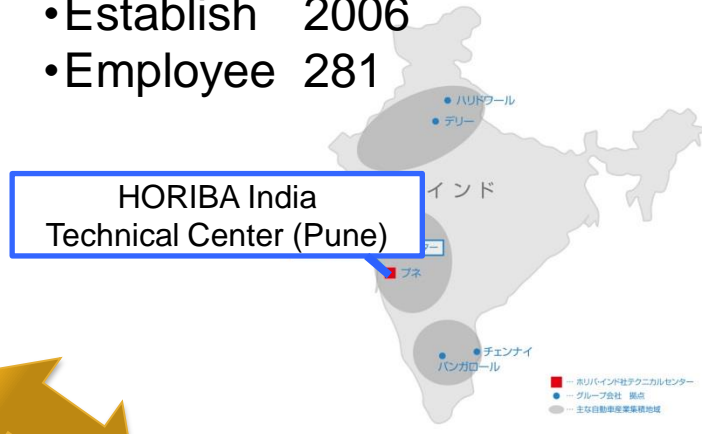 •Establish 2006
•Employee 281
ハリドワール
デリー
インド
HORIBA India
Technical Center (Pune)
ター
プネ
チェンナイ
バンガロール
… ホリバ・インド社テクニカルセンター
… グループ会社 拠点
… 主な自動車産業集積地域